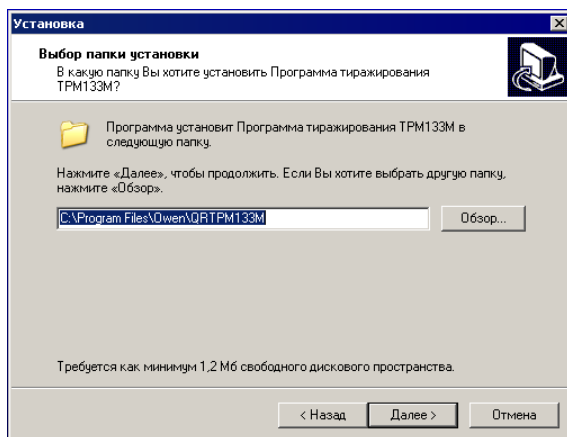 Установка
Выбор папки установки
В какую папку Вы хотите установить Программа тиражирования
ТРМ133М?
Программа установит Программа тиражирования ТРМ133М в
следующую папку.
Нажмите «Далее», чтобы продолжить. Если Вы хотите выбрать другую папку,
нажмите «Обзор».
C:\Program Files\Owen\QRTPM133M
Обзор...
Требуется как минимум 1,2 Мб свободного дискового пространства.
< Назад
Далее >
Отмена